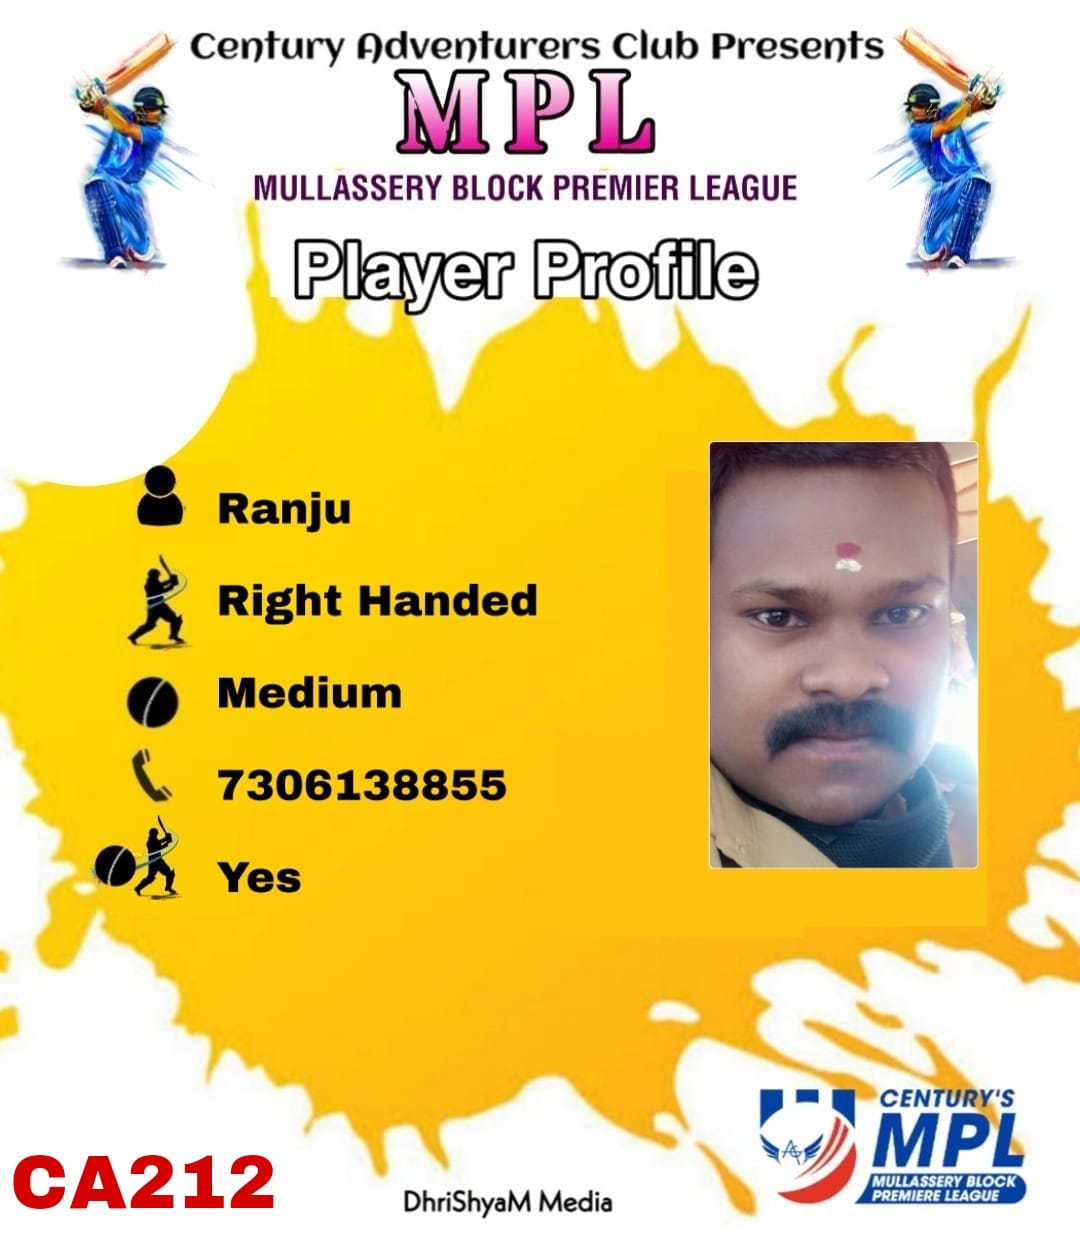 Century Adventurers Club Presents
MPL
MULLASSERY BLOCK PREMIER LEAGUE
Player Profile
Ranju
Right Handed
Medium
7306138855
Yes
CENTURY'S
MPL
MULLASSERY BLOCK
PREMIERE LEAGUE
CA212
DhriShyaM Media